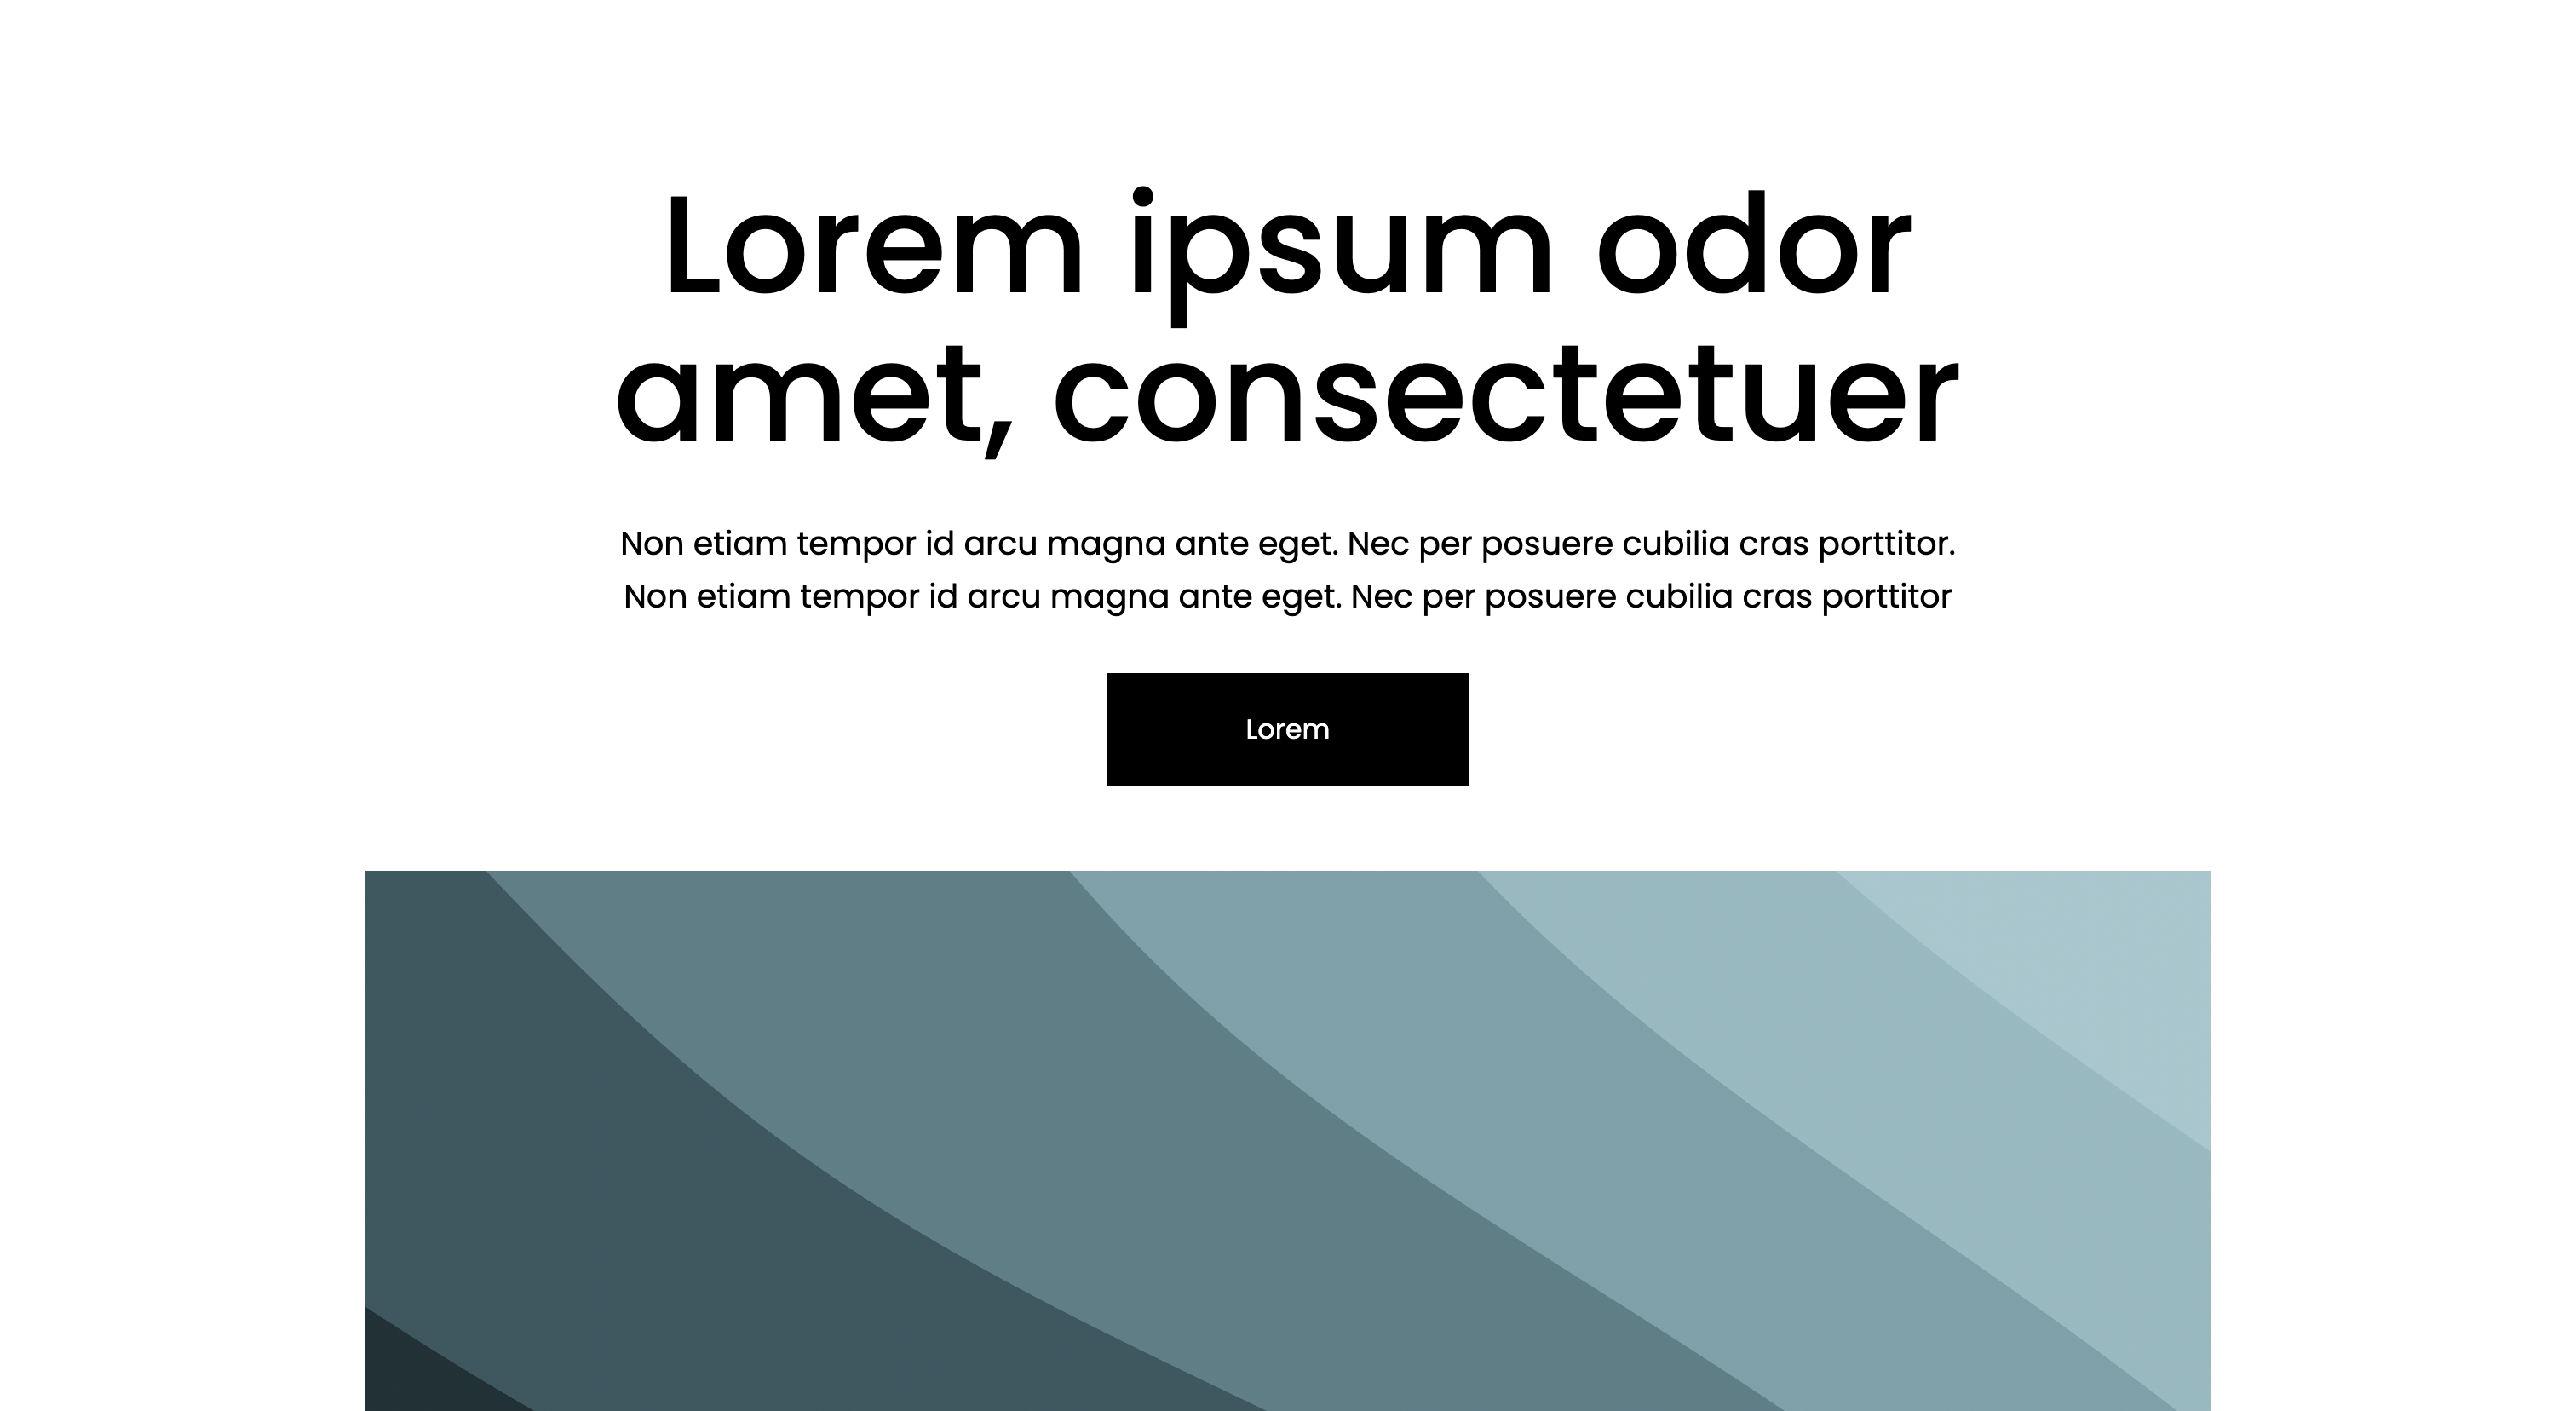 Lorem ipsum odor
amet, consectetuer
Non etiam tempor id arcu magna ante eget. Nec per posuere cubilia cras porttitor.
Non etiam tempor id arcu magna ante eget. Nec per posuere cubilia cras porttitor
Lorem